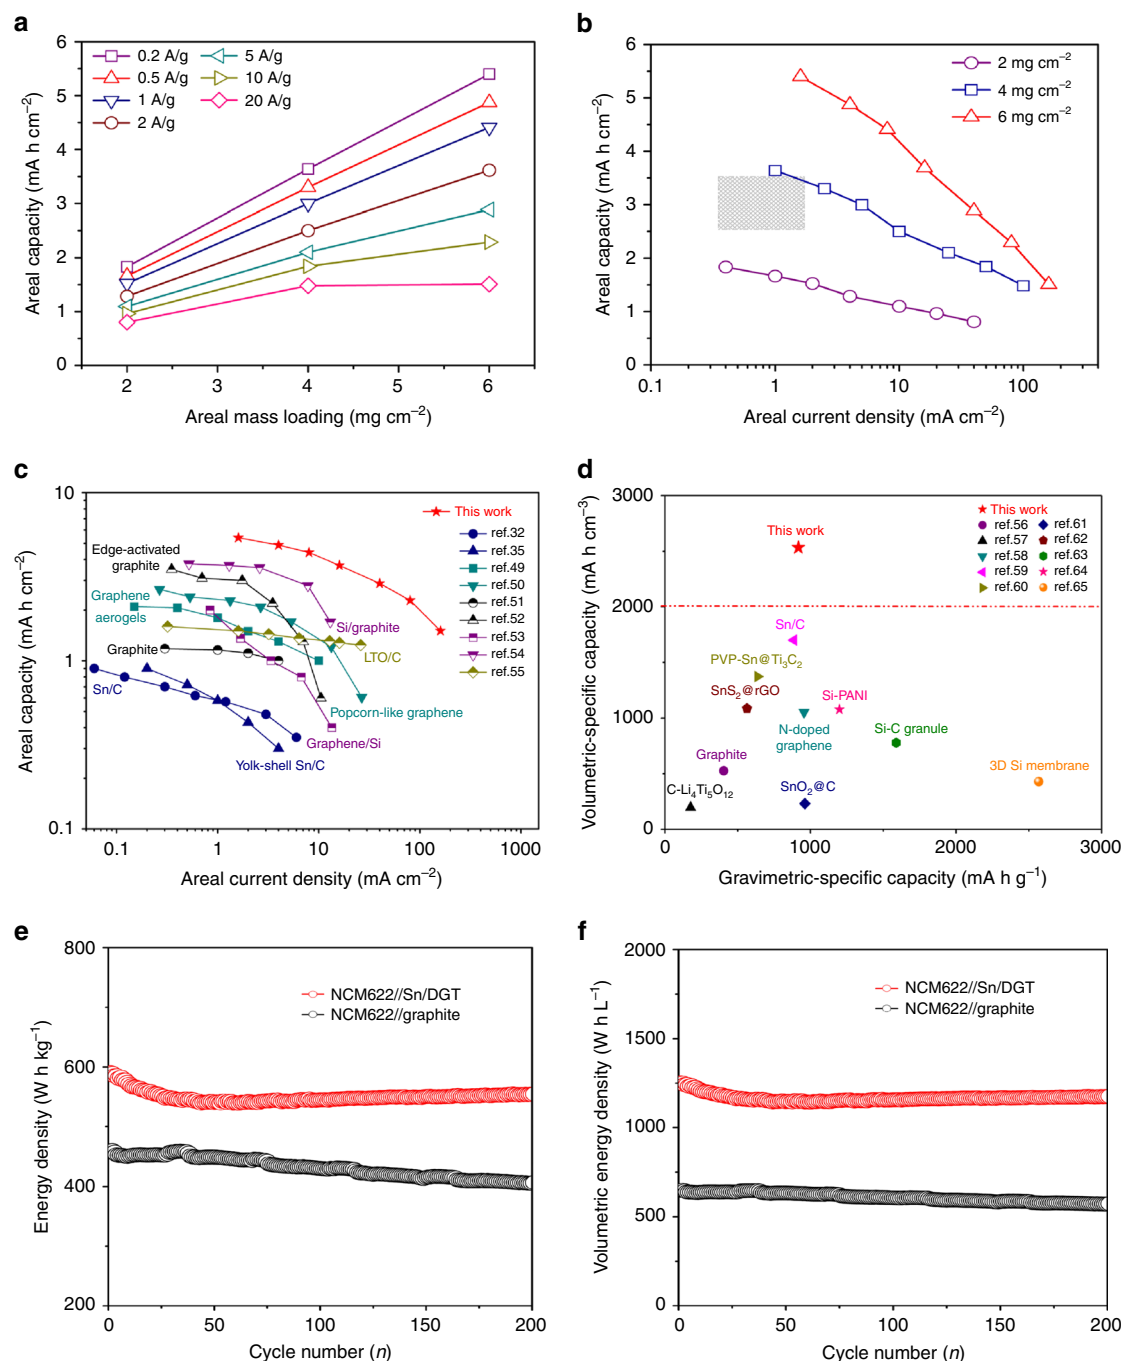 a
6
5
4
3
2
1
0
2
3
4
5
6
Areal capacity (mA h cm⁻²)
Areal mass loading (mg cm⁻²)
0.2 A/g
0.5 A/g
1 A/g
2 A/g
5 A/g
10 A/g
20 A/g
b
6
5
4
3
2
1
0
0.1
1
10
100
Areal capacity (mA h cm⁻²)
Areal current density (mA cm⁻²)
2 mg cm⁻²
4 mg cm⁻²
6 mg cm⁻²
c
10
1
0.1
0.1
1
10
100
1000
Areal capacity (mA h cm⁻²)
Areal current density (mA cm⁻²)
This work
ref.32
ref.35
ref.49
ref.50
ref.51
ref.52
ref.53
ref.54
ref.55
Edge-activated
graphite
Graphene
aerogels
Graphite
Sn/C
Si/graphite
LTO/C
Popcorn-like graphene
Graphene/Si
Yolk-shell Sn/C
d
3000
2000
1000
0
0
1000
2000
3000
Volumetric-specific capacity (mA h cm⁻³)
Gravimetric-specific capacity (mA h g⁻¹)
This work
ref.56
ref.57
ref.58
ref.59
ref.60
ref.61
ref.62
ref.63
ref.64
ref.65
This work
Sn/C
PVP-Sn@Ti₃C₂
SnS₂@rGO
Si-PANI
N-doped
graphene
Si-C granule
Graphite
3D Si membrane
C-Li₄Ti₅O₁₂
SnO₂@C
e
800
600
400
200
0
50
100
150
200
Energy density (W h kg⁻¹)
Cycle number (n)
NCM622//Sn/DGT
NCM622//graphite
f
2000
1500
1000
500
0
0
50
100
150
200
Volumetric energy density (W h L⁻¹)
Cycle number (n)
NCM622//Sn/DGT
NCM622//graphite